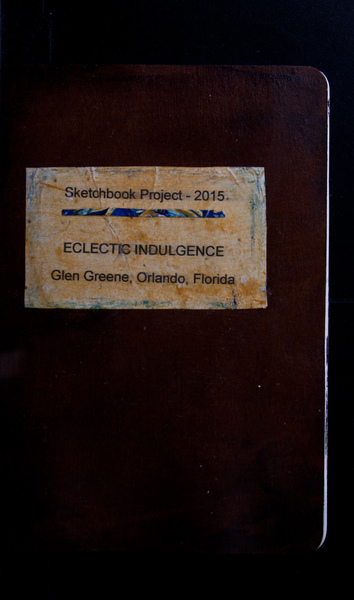 Sketchbook Project - 2015
ECLECTIC INDULGENCE
Glen Greene, Orlando, Florida